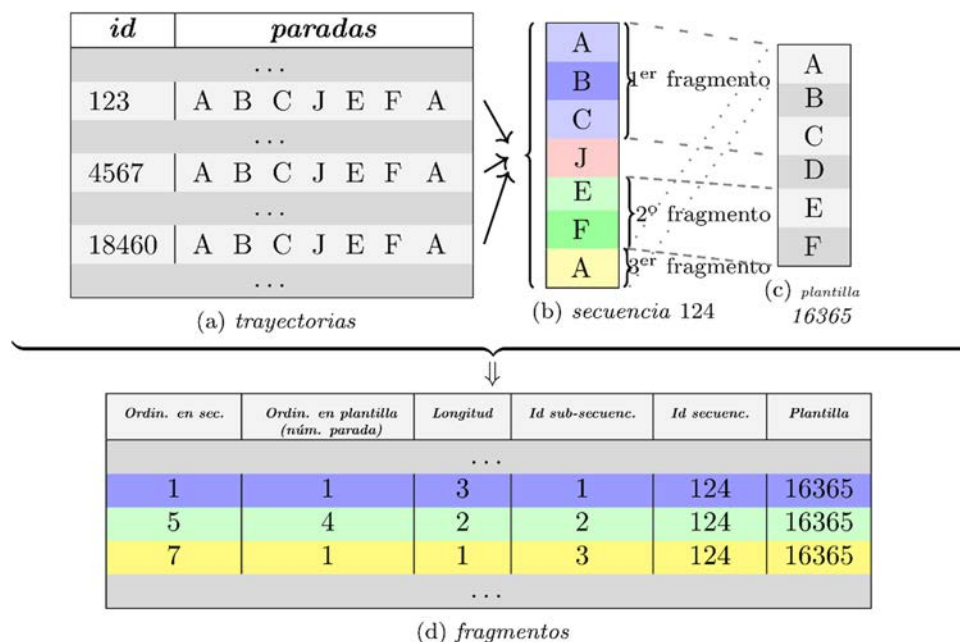 id paradas
...
123 A B C J E F A
...
4567 A B C J E F A
...
18460 A B C J E F A
...
(a) trayectorias
A
B
C
J
E
F
A
1er fragmento
2º fragmento
3er fragmento
(b) secuencia 124
A
B
C
D
E
F
(c) plantilla
16365
⇓
Ordin. en sec. Ordin. en plantilla (núm. parada) Longitud Id sub-secuenc. Id secuenc. Plantilla
...
1 1 3 1 124 16365
5 4 2 2 124 16365
7 1 1 3 124 16365
...
(d) fragmentos